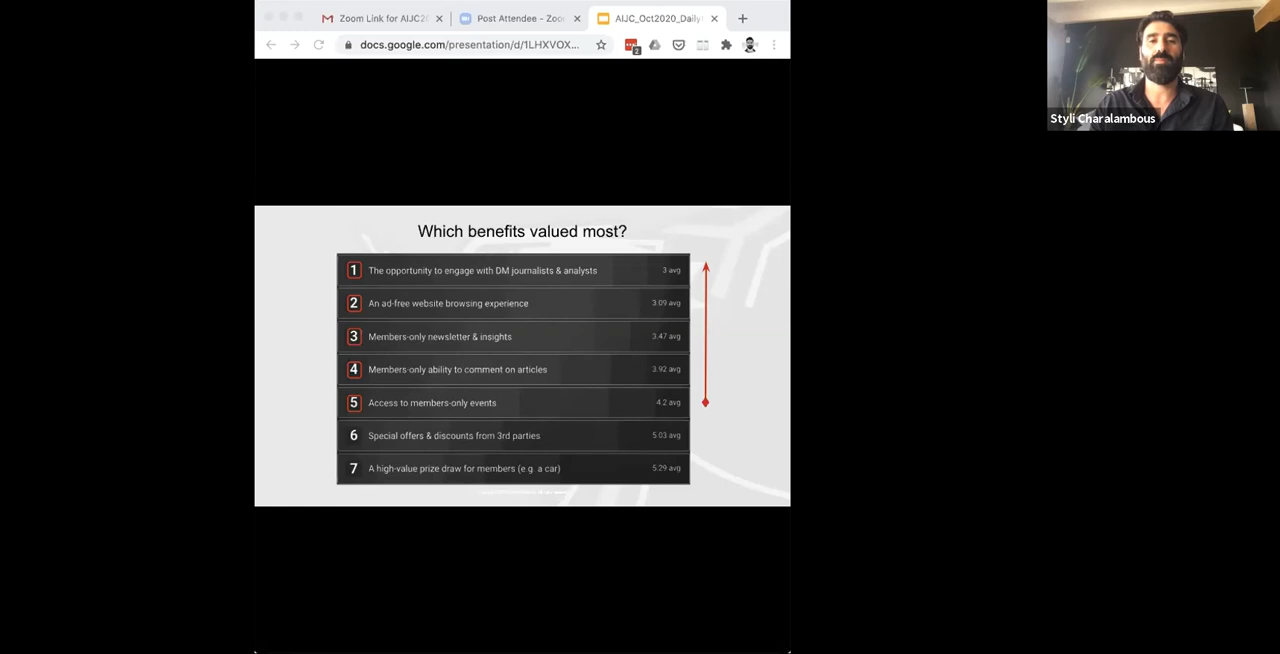 Zoom Link for AIJC20
Post Attendee - Zoo
AIJC_Oct2020_Daily
docs.google.com/presentation/d/1LHXVOX...
2
Styli Charalambous
Which benefits valued most?
1 The opportunity to engage with DM journalists & analysts 3 avg
2 An ad-free website browsing experience 3.09 avg
3 Members-only newsletter & insights 3.47 avg
4 Members-only ability to comment on articles 3.92 avg
5 Access to members-only events 4.2 avg
6 Special offers & discounts from 3rd parties 5.03 avg
7 A high-value prize draw for members (e.g. a car) 5.29 avg